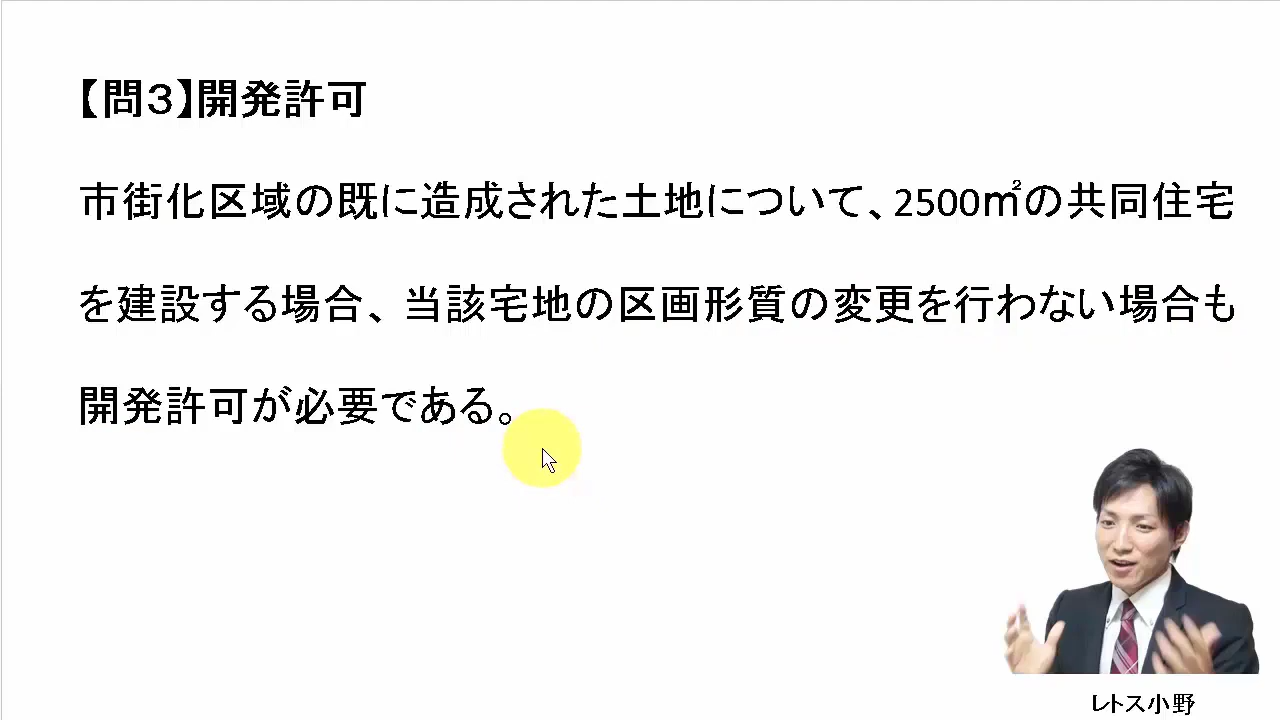 【問３】開発許可
市街化区域の既に造成された土地について、2500㎡の共同住宅
を建設する場合、当該宅地の区画形質の変更を行わない場合も
開発許可が必要である。
レトス小野